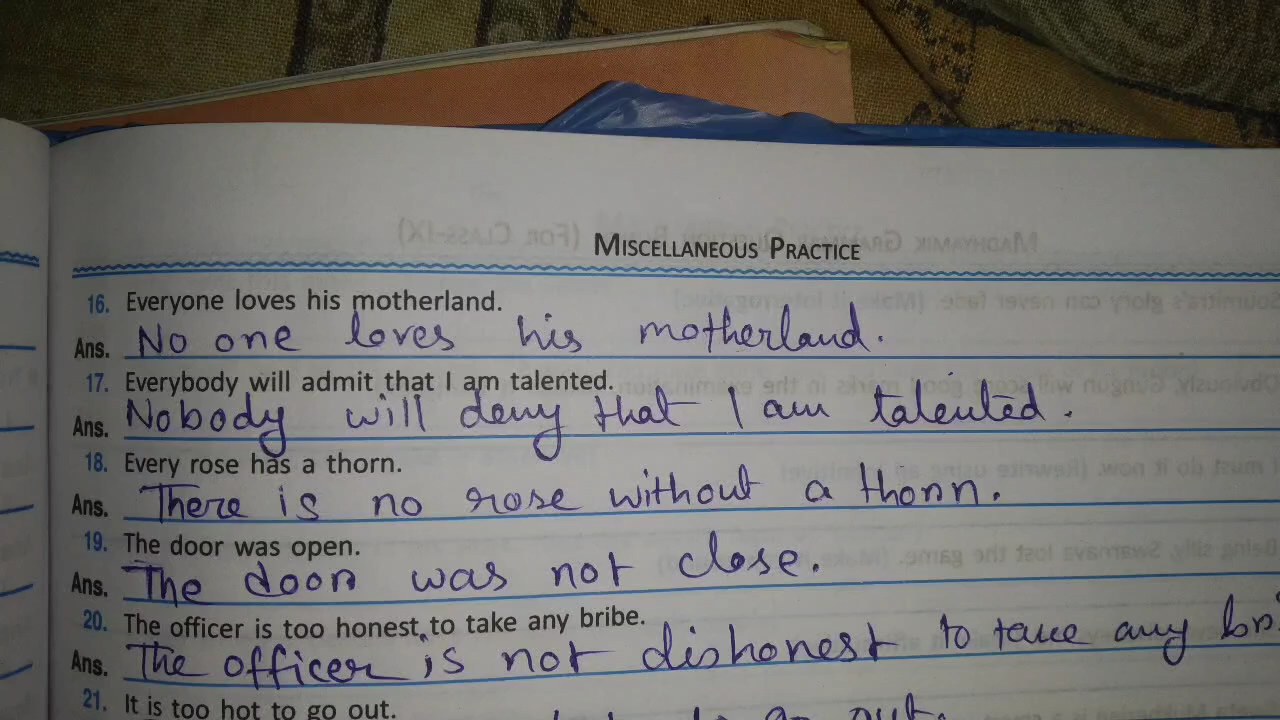 MISCELLANEOUS PRACTICE
16. Everyone loves his motherland.
Ans. No one loves his motherland.
17. Everybody will admit that I am talented.
Ans. Nobody will deny that I am talented.
18. Every rose has a thorn.
Ans. There is no rose without a thorn.
19. The door was open.
Ans. The door was not close.
20. The officer is too honest to take any bribe.
Ans. The officer is not dishonest to take any
21. It is too hot to go out.
go out.